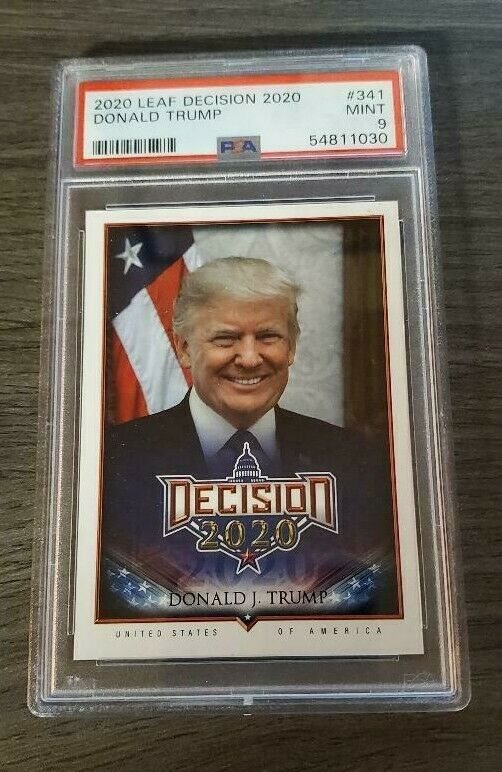 2020 LEAF DECISION 2020 #341
DONALD TRUMP MINT
9
PSA 54811030
DECISION
2020
2020
DONALD J. TRUMP
UNITED STATES OF AMERICA